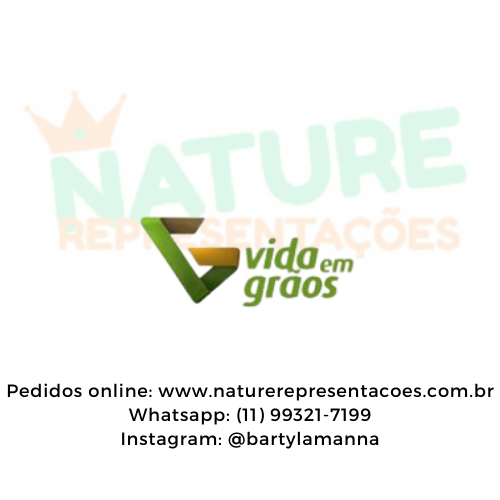 NATURE
REPRESENTAÇÕES
vida em
grãos
Pedidos online: www.naturerepresentacoes.com.br
Whatsapp: (11) 99321-7199
Instagram: @bartylamanna